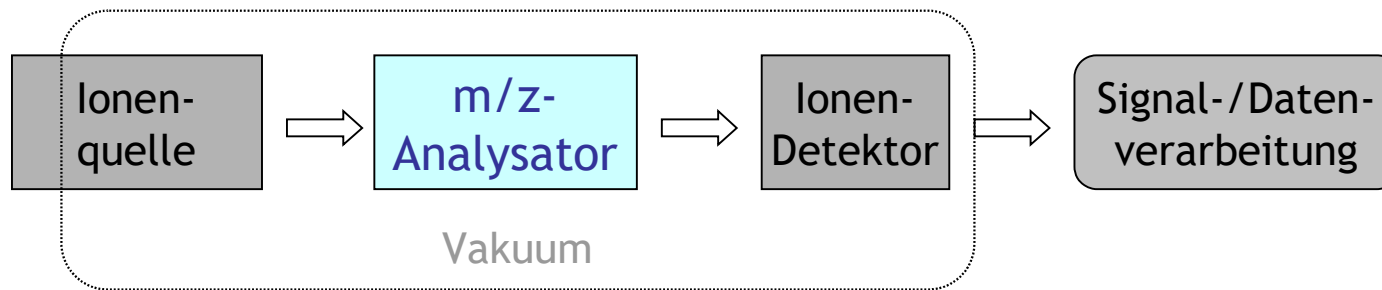 Ionen-
quelle
m/z-
Analysator
Ionen-
Detektor
Signal-/Daten-
verarbeitung
Vakuum